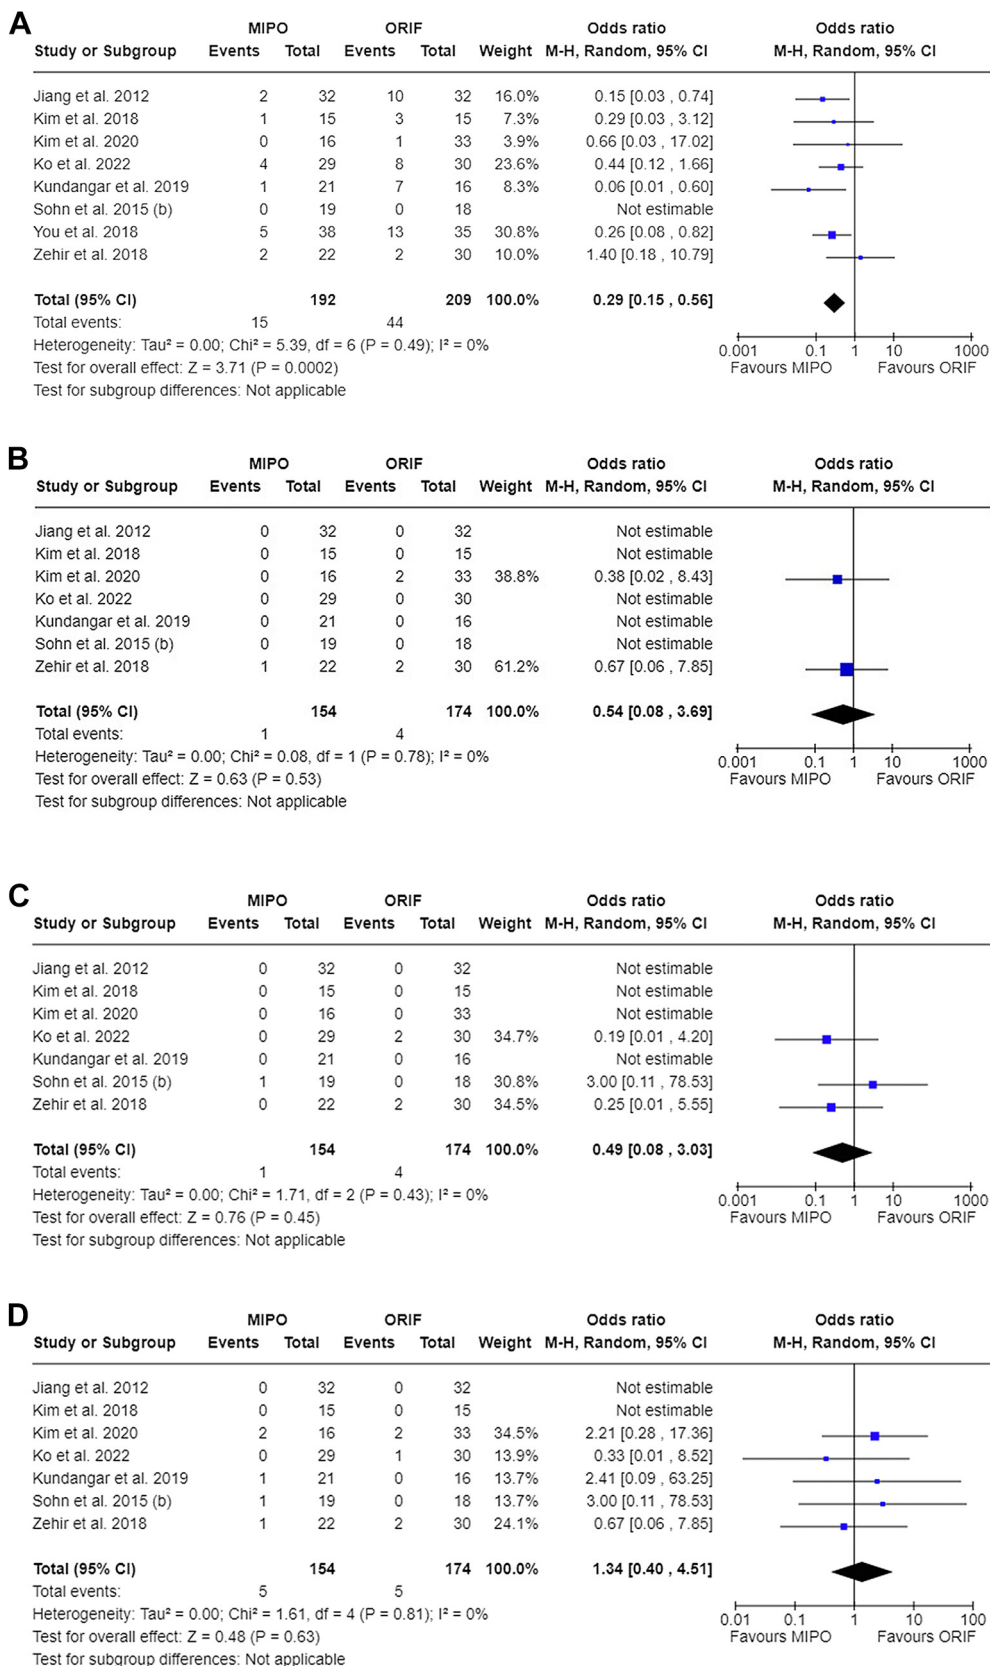 A
MIPO ORIF Odds ratio Odds ratio
Study or Subgroup Events Total Events Total Weight M-H, Random, 95% CI M-H, Random, 95% CI
Jiang et al. 2012 2 32 10 32 16.0% 0.15 [0.03 , 0.74]
Kim et al. 2018 1 15 3 15 7.3% 0.29 [0.03 , 3.12]
Kim et al. 2020 0 16 1 33 3.9% 0.66 [0.03 , 17.02]
Ko et al. 2022 4 29 8 30 23.6% 0.44 [0.12 , 1.66]
Kundangar et al. 2019 1 21 7 16 8.3% 0.06 [0.01 , 0.60]
Sohn et al. 2015 (b) 0 19 0 18 Not estimable
You et al. 2018 5 38 13 35 30.8% 0.26 [0.08 , 0.82]
Zehir et al. 2018 2 22 2 30 10.0% 1.40 [0.18 , 10.79]
Total (95% CI) 192 209 100.0% 0.29 [0.15 , 0.56]
Total events: 15 44
Heterogeneity: Tau² = 0.00; Chi² = 5.39, df = 6 (P = 0.49); I² = 0%
Test for overall effect: Z = 3.71 (P = 0.0002)
Test for subgroup differences: Not applicable
0.001 0.1 1 10 1000
Favours MIPO Favours ORIF
B
MIPO ORIF Odds ratio Odds ratio
Study or Subgroup Events Total Events Total Weight M-H, Random, 95% CI M-H, Random, 95% CI
Jiang et al. 2012 0 32 0 32 Not estimable
Kim et al. 2018 0 15 0 15 Not estimable
Kim et al. 2020 0 16 2 33 38.8% 0.38 [0.02 , 8.43]
Ko et al. 2022 0 29 0 30 Not estimable
Kundangar et al. 2019 0 21 0 16 Not estimable
Sohn et al. 2015 (b) 0 19 0 18 Not estimable
Zehir et al. 2018 1 22 2 30 61.2% 0.67 [0.06 , 7.85]
Total (95% CI) 154 174 100.0% 0.54 [0.08 , 3.69]
Total events: 1 4
Heterogeneity: Tau² = 0.00; Chi² = 0.08, df = 1 (P = 0.78); I² = 0%
Test for overall effect: Z = 0.63 (P = 0.53)
Test for subgroup differences: Not applicable
0.001 0.1 1 10 1000
Favours MIPO Favours ORIF
C
MIPO ORIF Odds ratio Odds ratio
Study or Subgroup Events Total Events Total Weight M-H, Random, 95% CI M-H, Random, 95% CI
Jiang et al. 2012 0 32 0 32 Not estimable
Kim et al. 2018 0 15 0 15 Not estimable
Kim et al. 2020 0 16 0 33 Not estimable
Ko et al. 2022 0 29 2 30 34.7% 0.19 [0.01 , 4.20]
Kundangar et al. 2019 0 21 0 16 Not estimable
Sohn et al. 2015 (b) 1 19 0 18 30.8% 3.00 [0.11 , 78.53]
Zehir et al. 2018 0 22 2 30 34.5% 0.25 [0.01 , 5.55]
Total (95% CI) 154 174 100.0% 0.49 [0.08 , 3.03]
Total events: 1 4
Heterogeneity: Tau² = 0.00; Chi² = 1.71, df = 2 (P = 0.43); I² = 0%
Test for overall effect: Z = 0.76 (P = 0.45)
Test for subgroup differences: Not applicable
0.001 0.1 1 10 1000
Favours MIPO Favours ORIF
D
MIPO ORIF Odds ratio Odds ratio
Study or Subgroup Events Total Events Total Weight M-H, Random, 95% CI M-H, Random, 95% CI
Jiang et al. 2012 0 32 0 32 Not estimable
Kim et al. 2018 0 15 0 15 Not estimable
Kim et al. 2020 2 16 2 33 34.5% 2.21 [0.28 , 17.36]
Ko et al. 2022 0 29 1 30 13.9% 0.33 [0.01 , 8.52]
Kundangar et al. 2019 1 21 0 16 13.7% 2.41 [0.09 , 63.25]
Sohn et al. 2015 (b) 1 19 0 18 13.7% 3.00 [0.11 , 78.53]
Zehir et al. 2018 1 22 2 30 24.1% 0.67 [0.06 , 7.85]
Total (95% CI) 154 174 100.0% 1.34 [0.40 , 4.51]
Total events: 5 5
Heterogeneity: Tau² = 0.00; Chi² = 1.61, df = 4 (P = 0.81); I² = 0%
Test for overall effect: Z = 0.48 (P = 0.63)
Test for subgroup differences: Not applicable
0.01 0.1 1 10 100
Favours MIPO Favours ORIF